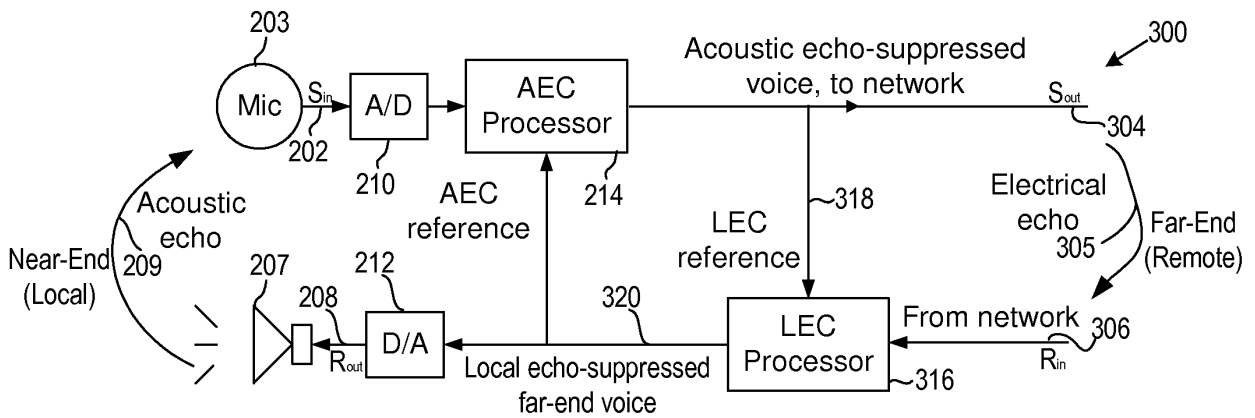 203
300
Acoustic echo-suppressed
voice, to network
Mic
Sin
A/D
AEC
Processor
Sout
202
304
210
214
Acoustic
echo
AEC
reference
318
Electrical
echo
305
LEC
reference
Far-End
(Remote)
Near-End
(Local)
209
207
212
208
320
From network
306
D/A
LEC
Processor
Rout
Rin
Local echo-suppressed
far-end voice
316